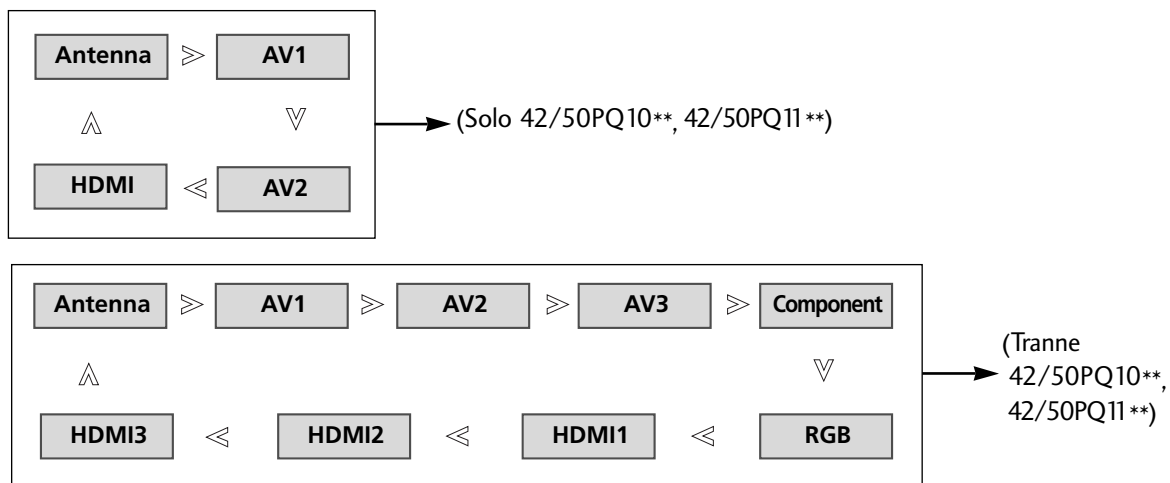 Antenna AV1
(Solo 42/50PQ10**, 42/50PQ11**)
HDMI AV2
Antenna AV1 AV2 AV3 Component
(Tranne
42/50PQ10**,
42/50PQ11**)
HDMI3 HDMI2 HDMI1 RGB